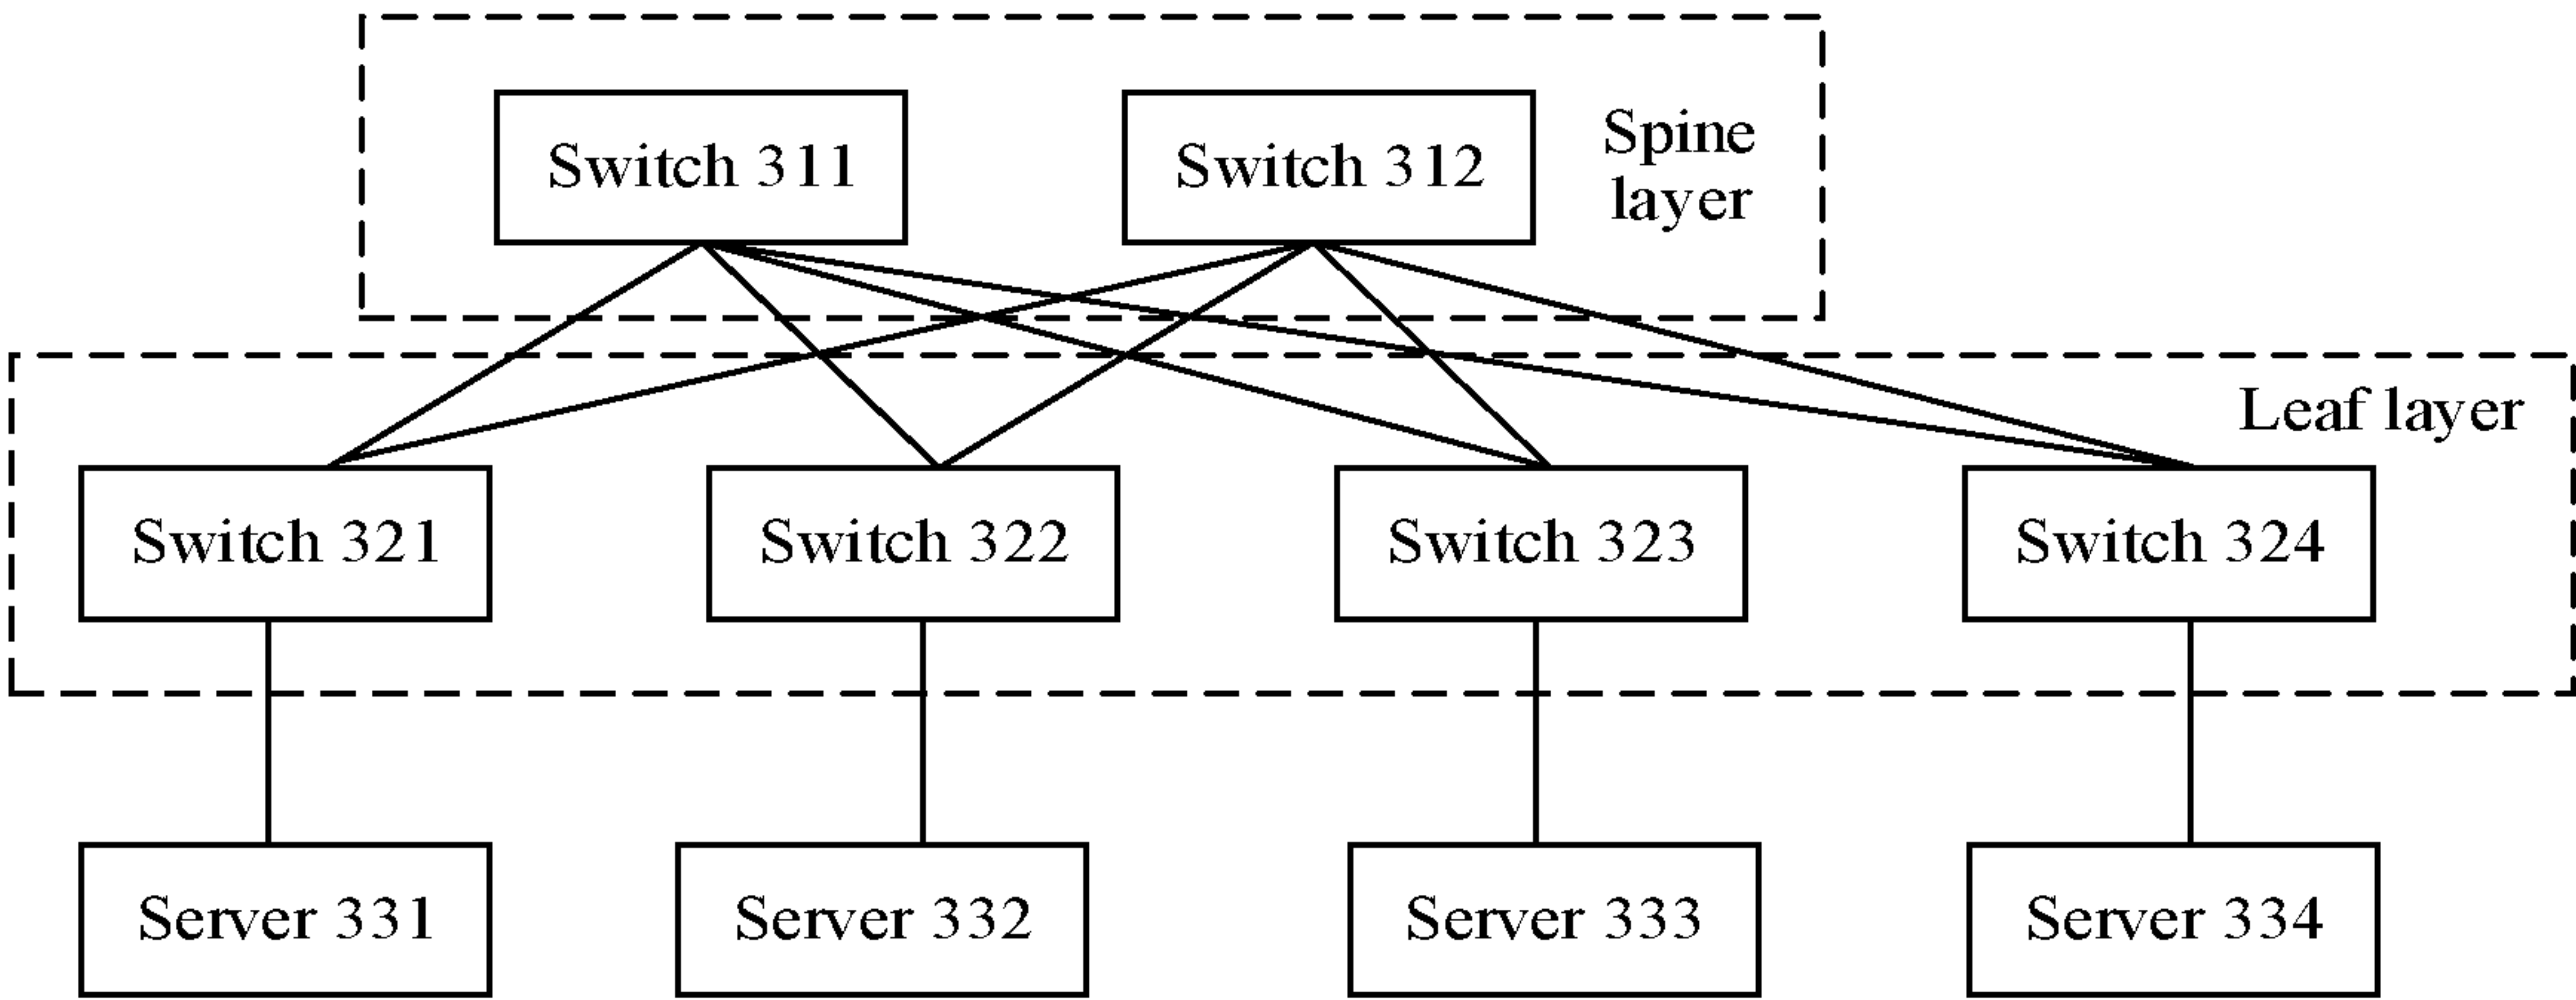 Switch 311
Switch 312
Spine
layer
Leaf layer
Switch 321
Switch 322
Switch 323
Switch 324
Server 331
Server 332
Server 333
Server 334